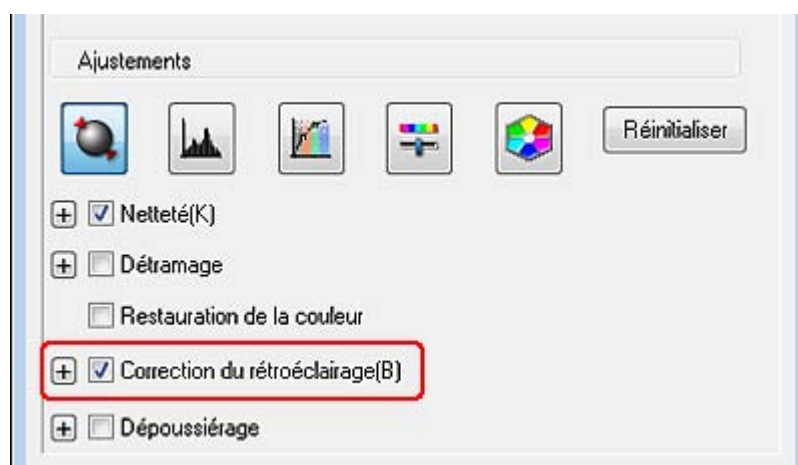 Ajustements
Réinitialiser
Netteté(K)
Détramage
Restauration de la couleur
Correction du rétroéclairage(B)
Dépoussiérage